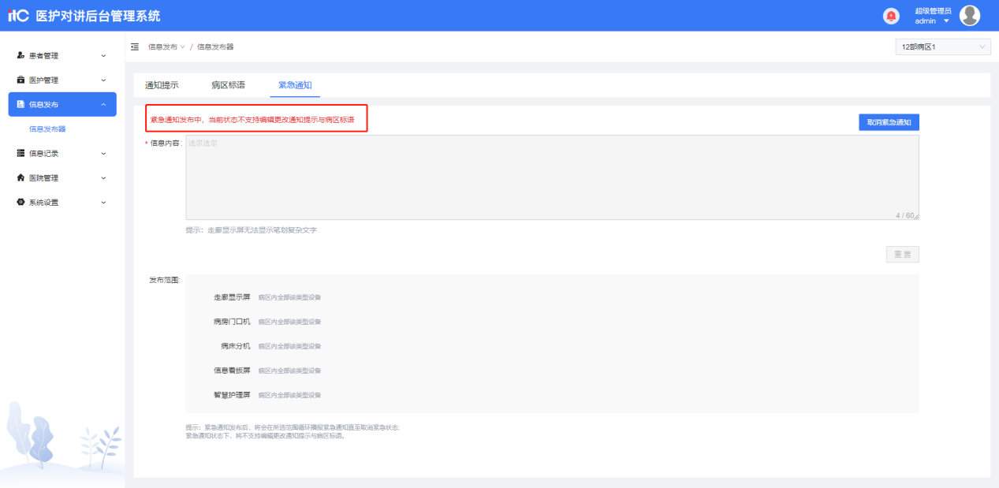 itC 医护对讲后台管理系统
超级管理员
admin
患者管理
医护管理
信息发布
信息发布器
信息记录
医院管理
系统设置
信息发布 / 信息发布器
12部病区1
通知提示 病区标语 紧急通知
紧急通知发布中，当前状态不支持编辑更改通知提示与病区标语
取消紧急通知
* 信息内容:
法尔法尔
4 / 60
提示：走廊显示屏无法显示笔划复杂文字
重 置
发布范围:
走廊显示屏 病区内全部该类型设备
病房门口机 病区内全部该类型设备
病床分机 病区内全部该类型设备
信息看板屏 病区内全部该类型设备
智慧护理屏 病区内全部该类型设备
提示：紧急通知发布后，将会在所选范围循环播报紧急通知直至取消紧急状态;
紧急通知状态下，将不支持编辑更改通知提示与病区标语。